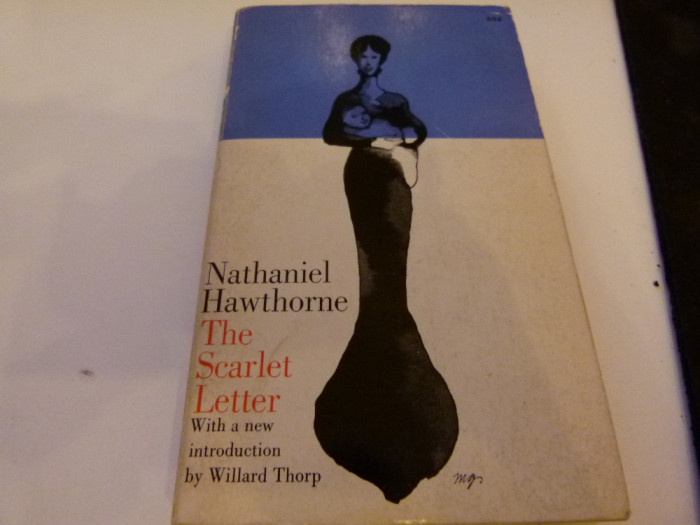 Nathaniel
Hawthorne
The
Scarlet
Letter
With a new
introduction
by Willard Thorp